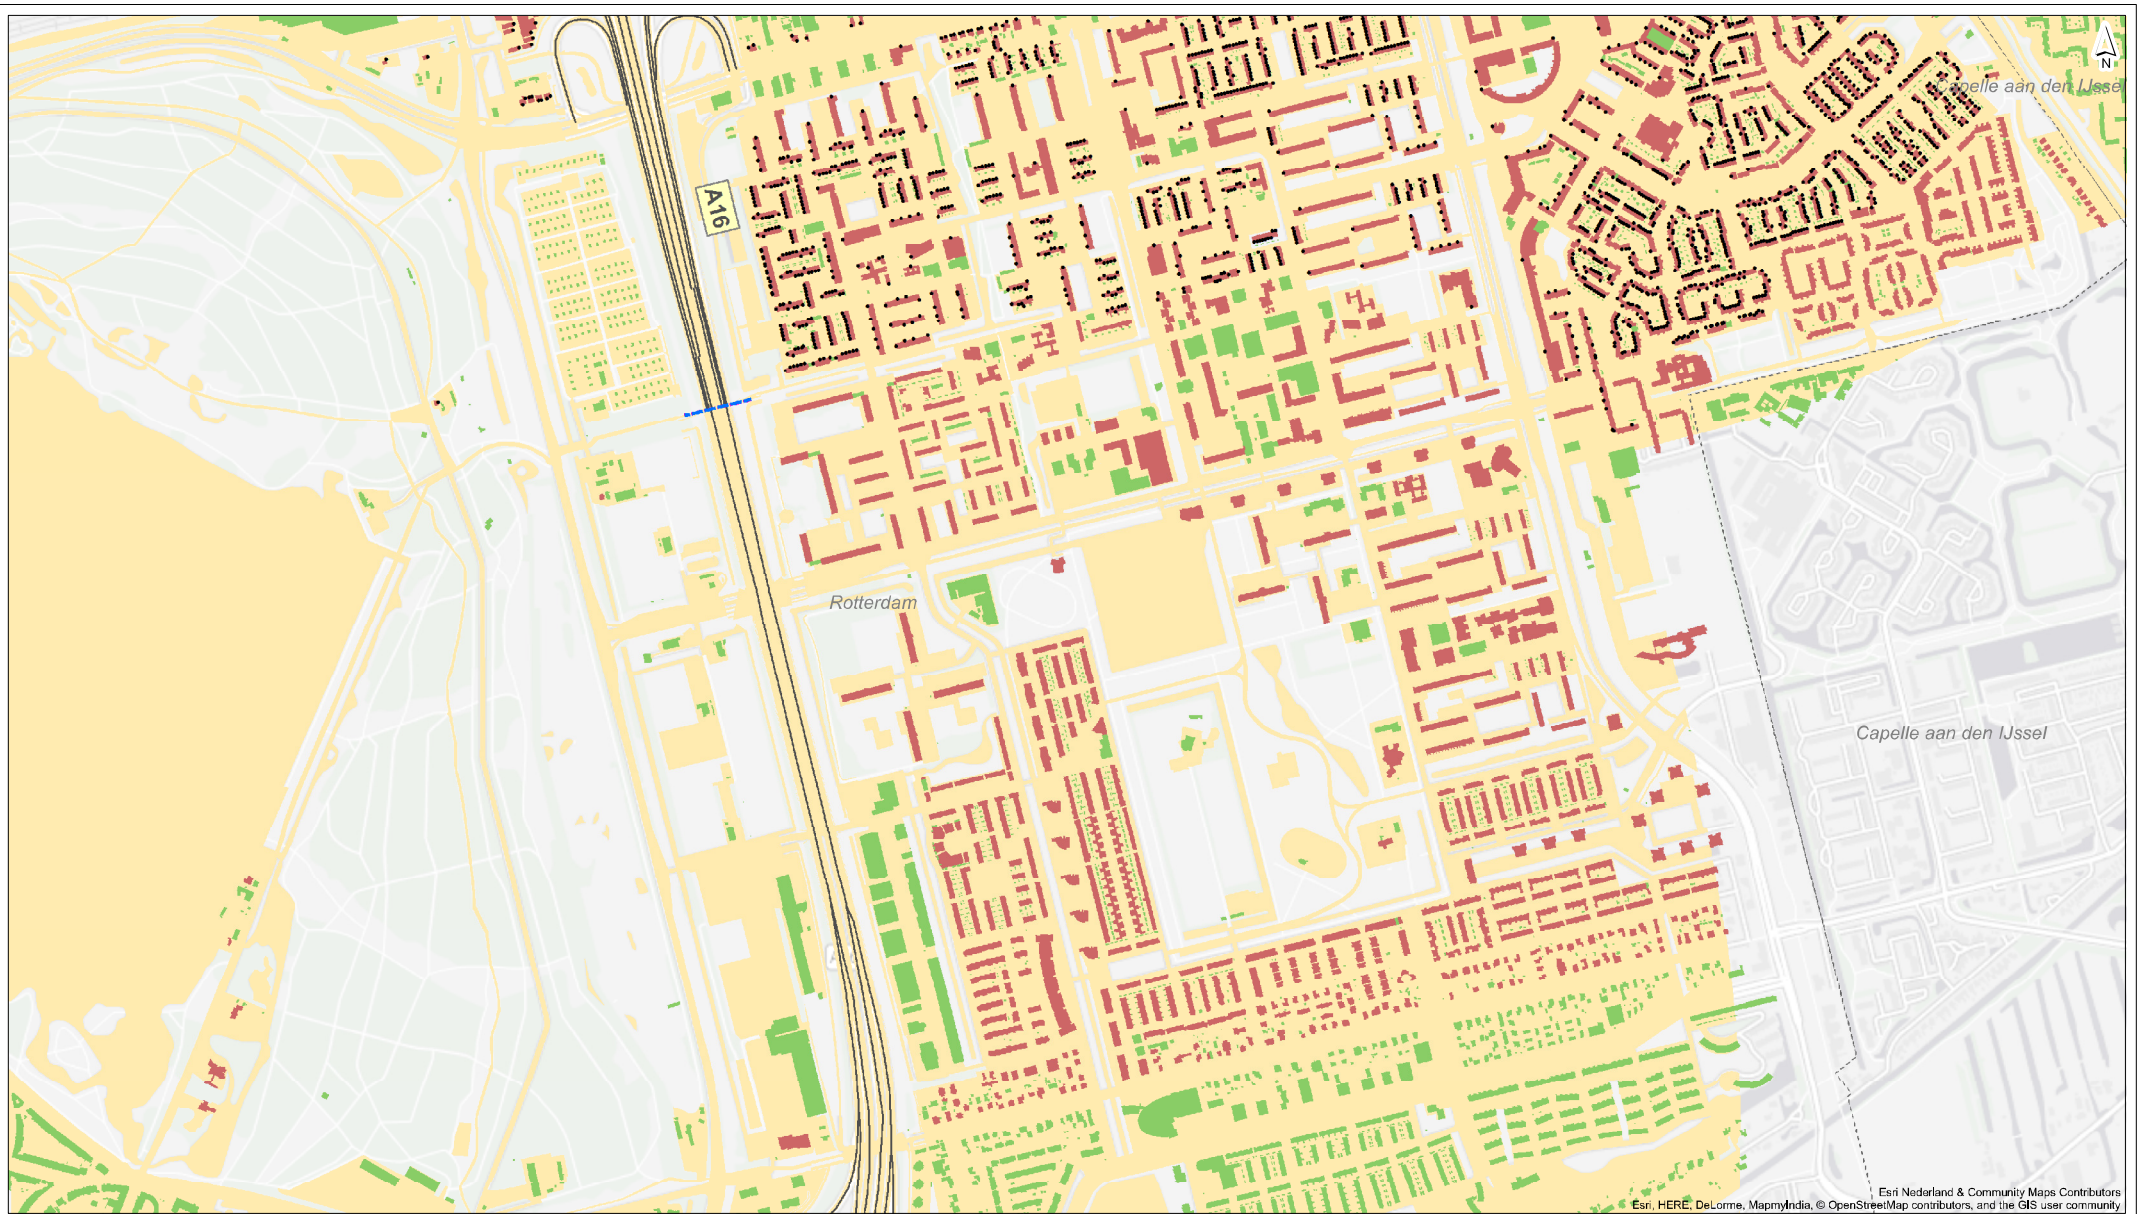 N
Capelle aan den IJssel
A16
Rotterdam
Capelle aan den IJssel
Esri Nederland & Community Maps Contributors
Esri, HERE, DeLorme, MapmyIndia, © OpenStreetMap contributors, and the GIS user community